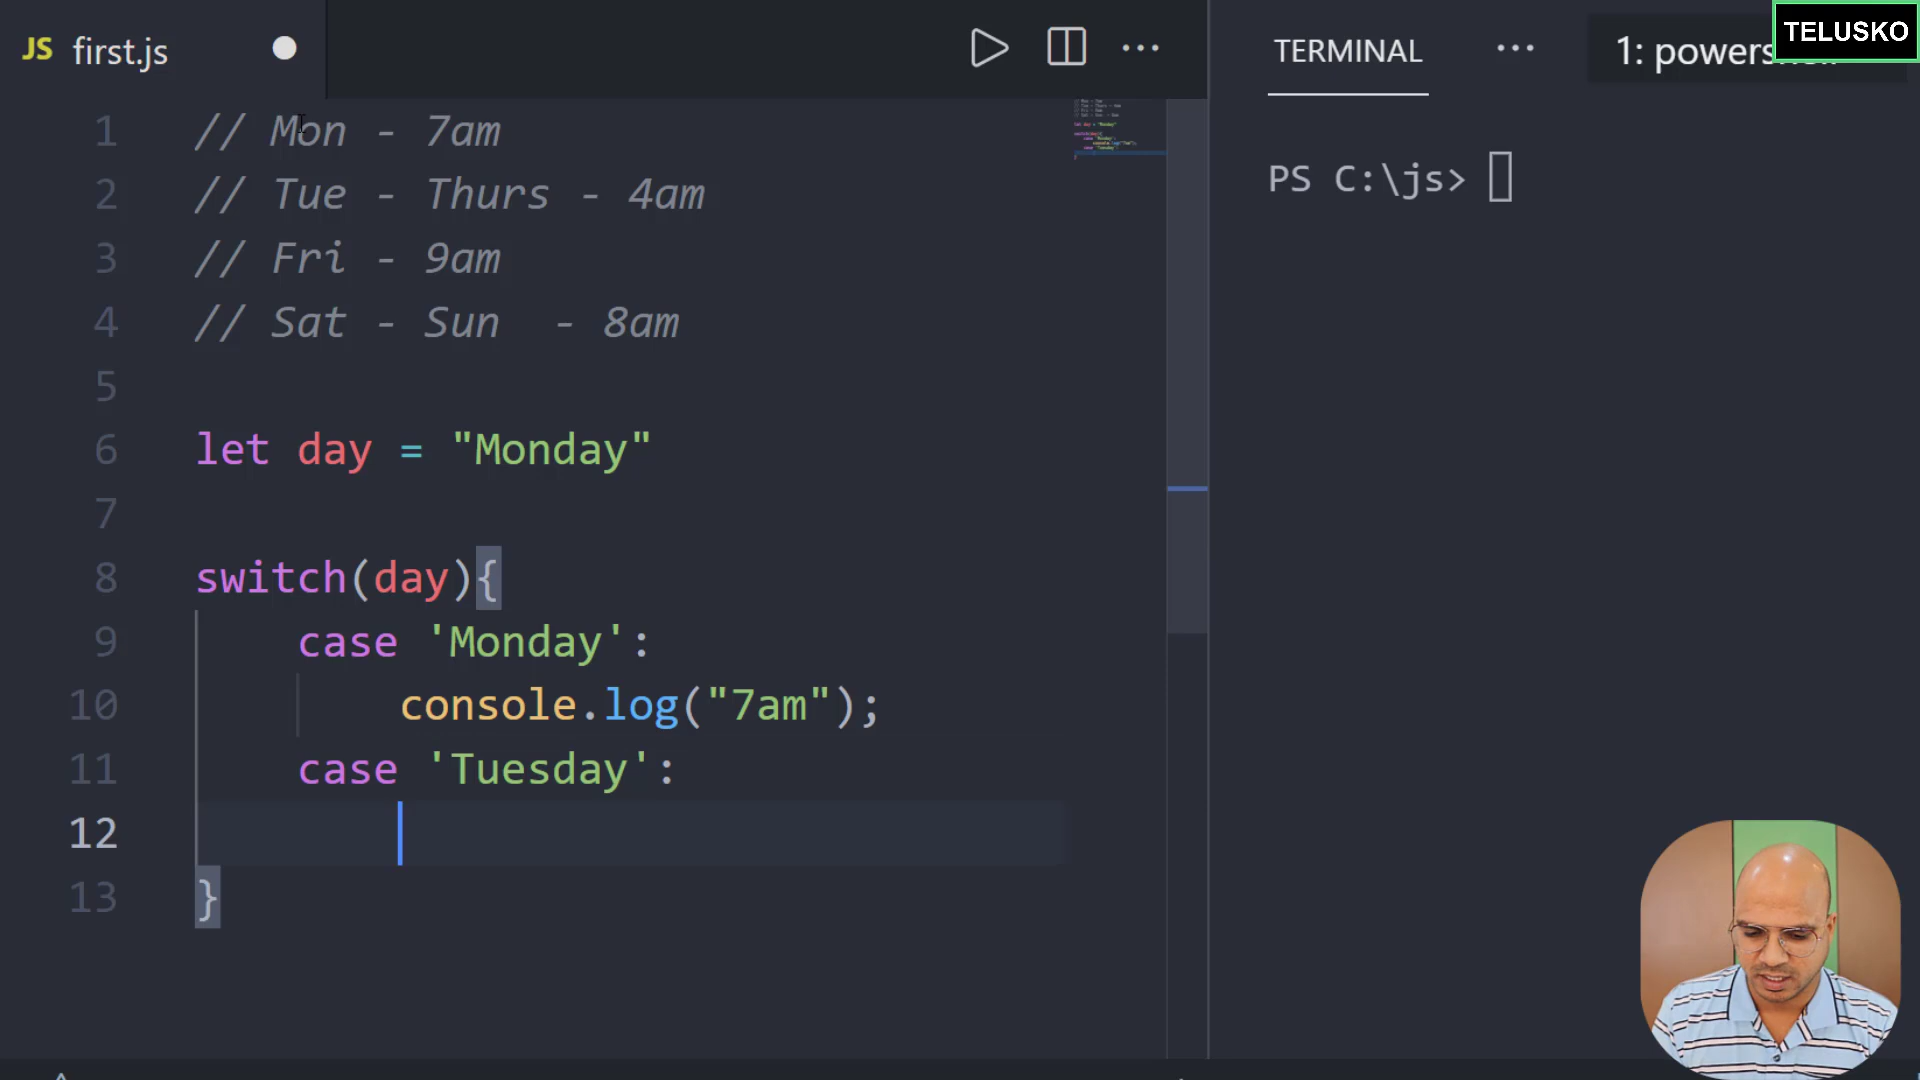 JS first.js
TERMINAL
1: powers
TELUSKO
1 // Mon - 7am
2 // Tue - Thurs - 4am
3 // Fri - 9am
4 // Sat - Sun  - 8am
5
6 let day = "Monday"
7
8 switch(day){
9 case 'Monday':
10 console.log("7am");
11 case 'Tuesday':
12
13 }
PS C:\js>